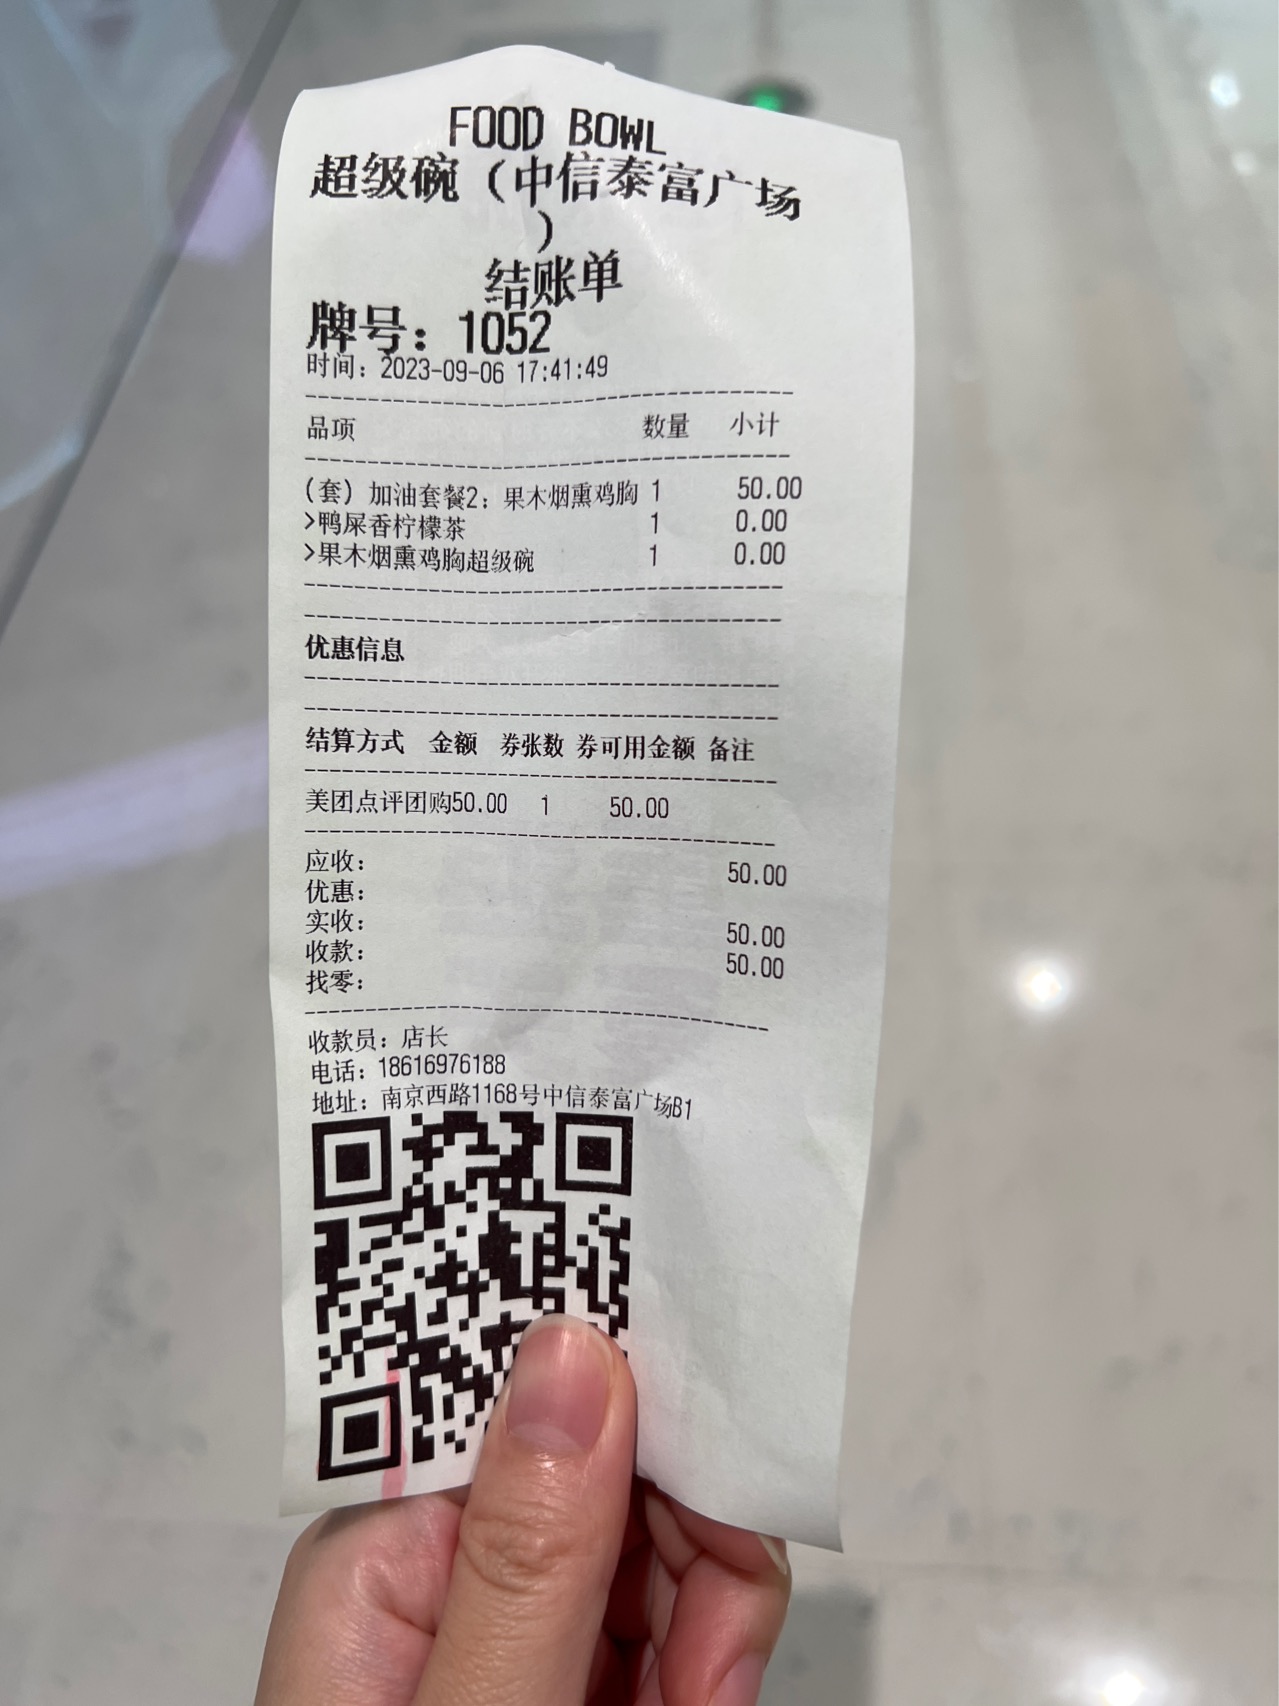 FOOD BOWL
超级碗（中信泰富广场
）
结账单
牌号：1052
时间：2023-09-06 17:41:49
品项 数量 小计
（套）加油套餐2；果木烟熏鸡胸 1 50.00
>鸭屎香柠檬茶 1 0.00
>果木烟熏鸡胸超级碗 1 0.00
优惠信息
结算方式 金额 券张数 券可用金额 备注
美团点评团购50.00 1 50.00
应收： 50.00
优惠：
实收： 50.00
收款： 50.00
找零：
收款员：店长
电话：18616976188
地址：南京西路1168号中信泰富广场B1